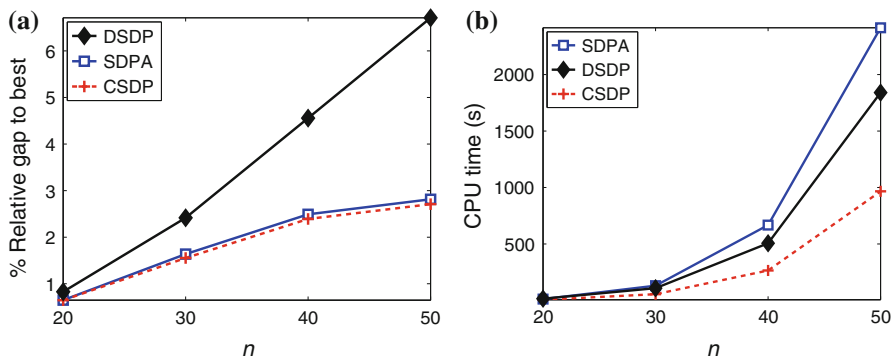 (a)
% Relative gap to best
6
5
4
3
2
1
DSDP
SDPA
CSDP
20 30 40 50
n
(b)
CPU time (s)
2000
1500
1000
500
SDPA
DSDP
CSDP
20 30 40 50
n